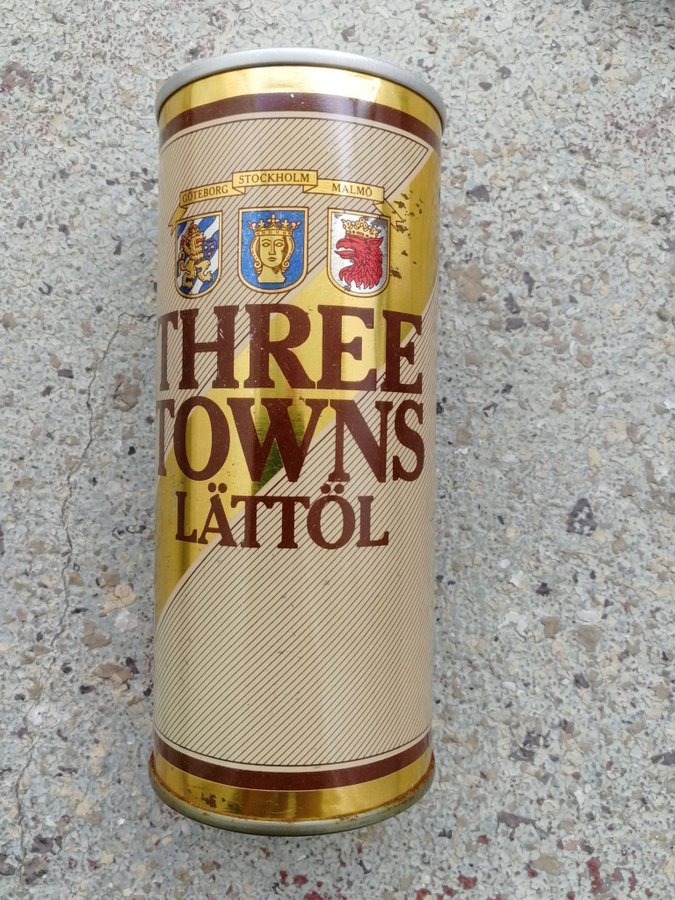 GÖTEBORG STOCKHOLM MALMÖ
THREE
TOWNS
LÄTTÖL